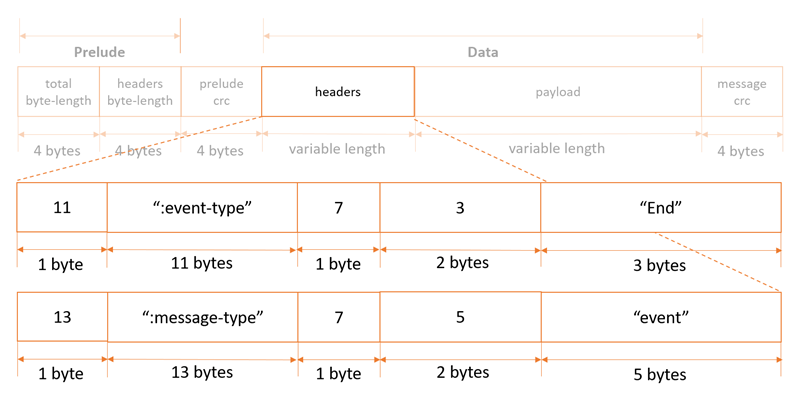 Prelude Data
total byte-length headers byte-length prelude crc headers payload message crc
4 bytes 4 bytes 4 bytes variable length variable length 4 bytes
11 “:event-type” 7 3 “End”
1 byte 11 bytes 1 byte 2 bytes 3 bytes
13 “:message-type” 7 5 “event”
1 byte 13 bytes 1 byte 2 bytes 5 bytes